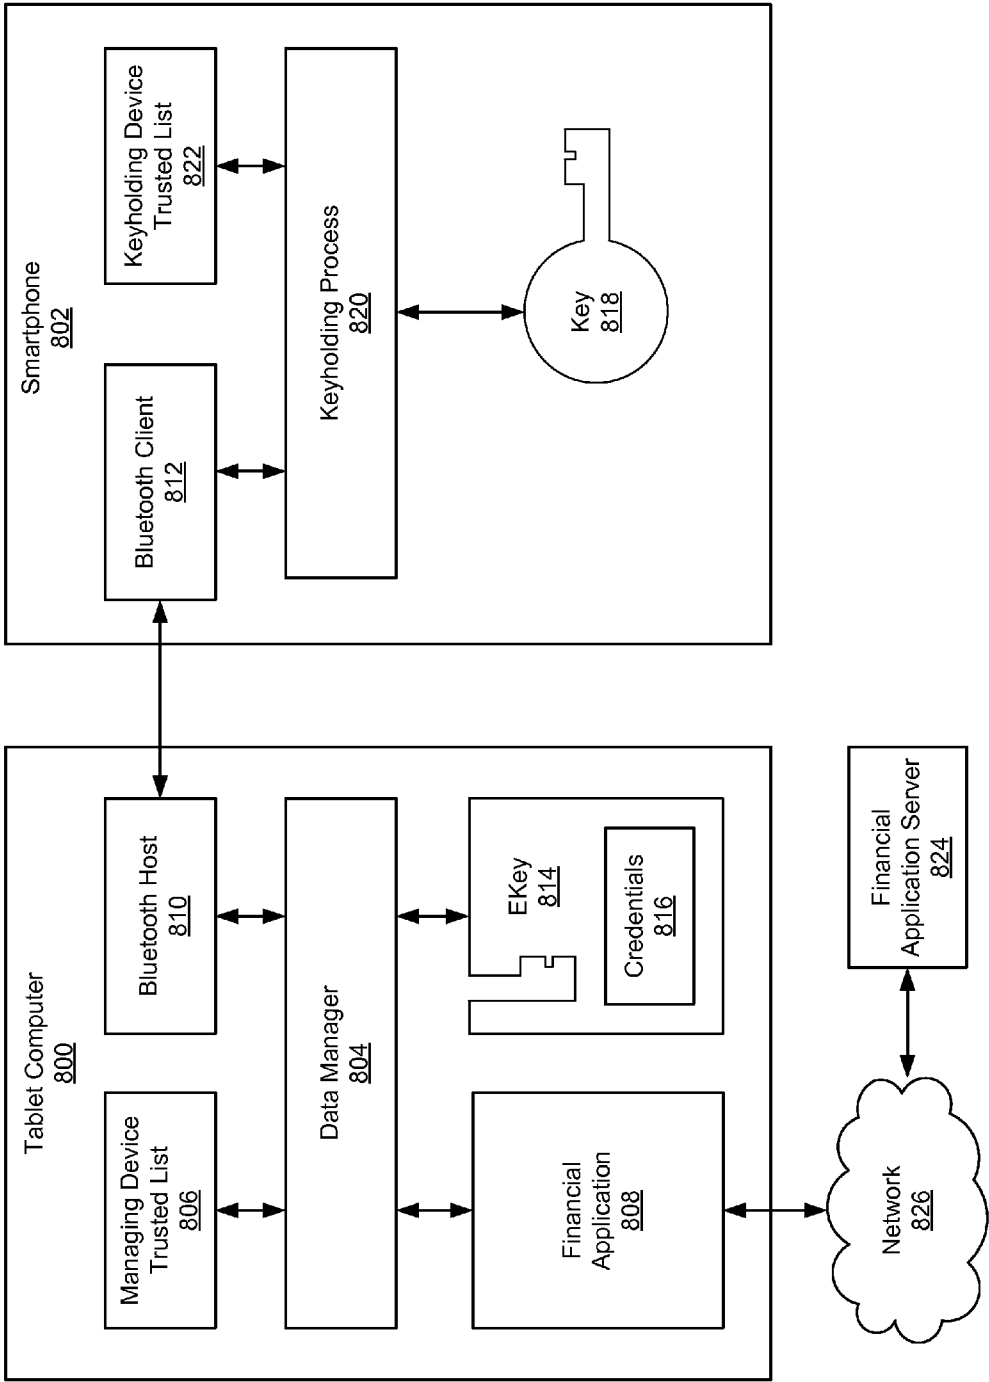 Tablet Computer
800
Managing Device
Trusted List
806
Bluetooth Host
810
Data Manager
804
Financial
Application
808
EKey
814
Credentials
816
Network
826
Financial
Application Server
824
Smartphone
802
Bluetooth Client
812
Keyholding Device
Trusted List
822
Keyholding Process
820
Key
818